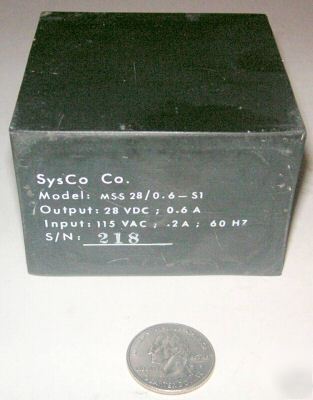 SysCo Co.
Model: MSS 28/0.6-S1
Output: 28 VDC ; 0.6 A
Input: 115 VAC ; .2A ; 60 H7
S/N: 218